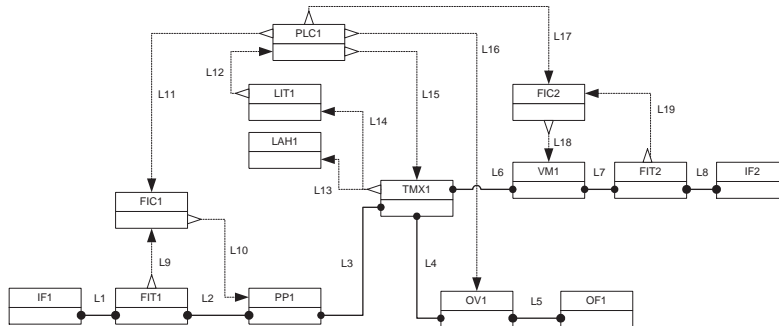 PLC1
L17
L16
L12
L11
L15
LIT1
FIC2
L19
L14
L18
LAH1
L13
TMX1
L6
VM1
L7
FIT2
L8
IF2
FIC1
L10
L9
L3
L4
IF1
L1
FIT1
L2
PP1
OV1
L5
OF1